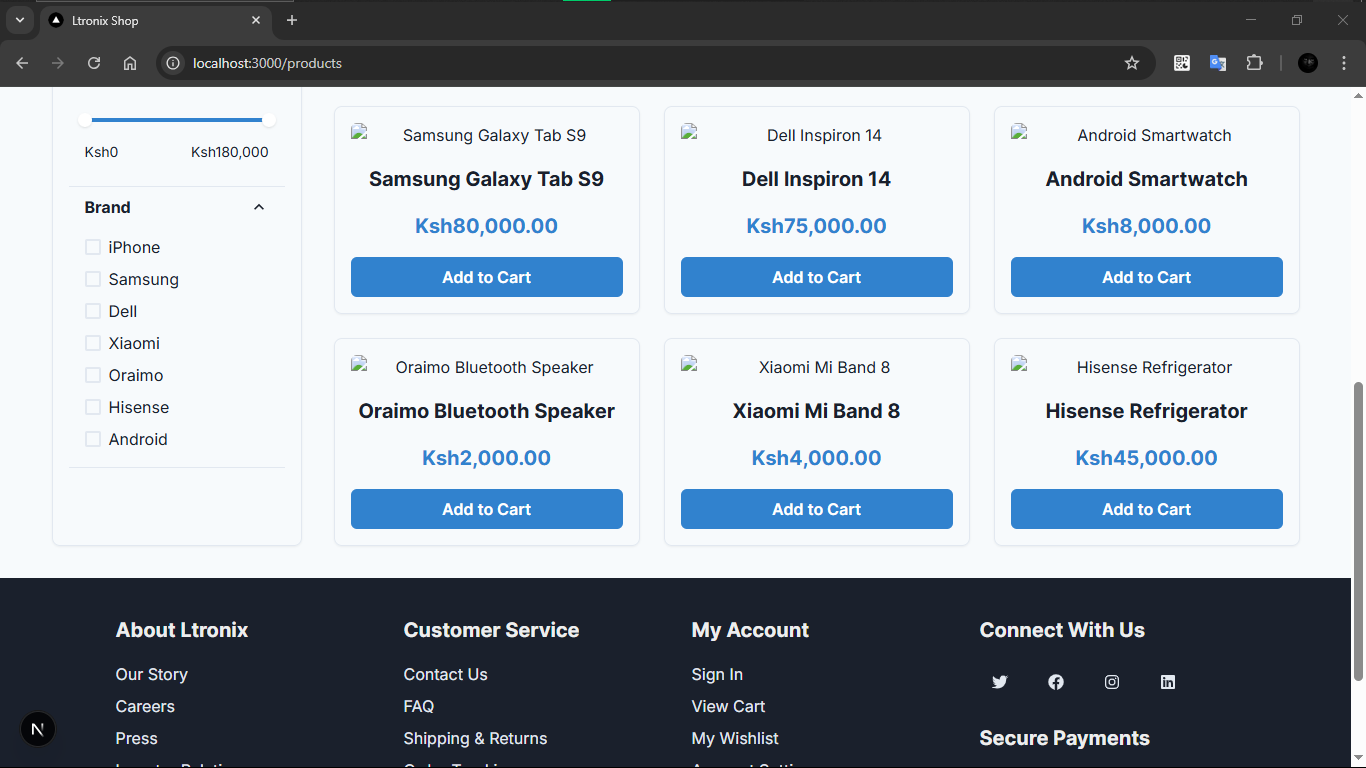 Ltronix Shop
localhost:3000/products
Ksh0 Ksh180,000
Brand
iPhone
Samsung
Dell
Xiaomi
Oraimo
Hisense
Android
Samsung Galaxy Tab S9
Samsung Galaxy Tab S9
Ksh80,000.00
Add to Cart
Dell Inspiron 14
Dell Inspiron 14
Ksh75,000.00
Add to Cart
Android Smartwatch
Android Smartwatch
Ksh8,000.00
Add to Cart
Oraimo Bluetooth Speaker
Oraimo Bluetooth Speaker
Ksh2,000.00
Add to Cart
Xiaomi Mi Band 8
Xiaomi Mi Band 8
Ksh4,000.00
Add to Cart
Hisense Refrigerator
Hisense Refrigerator
Ksh45,000.00
Add to Cart
About Ltronix
Our Story
Careers
Press
Customer Service
Contact Us
FAQ
Shipping & Returns
My Account
Sign In
View Cart
My Wishlist
Connect With Us
Secure Payments
N